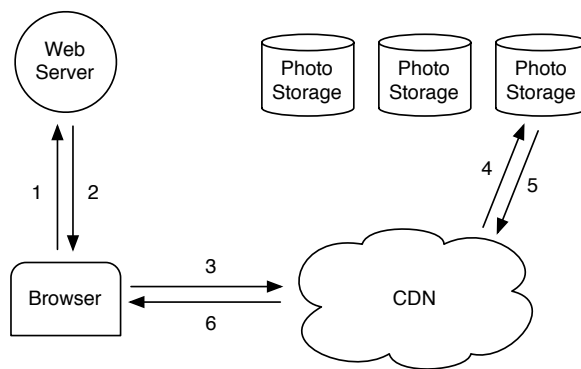 Web
Server
Photo
Storage
Photo
Storage
Photo
Storage
1
2
4
5
Browser
3
6
CDN